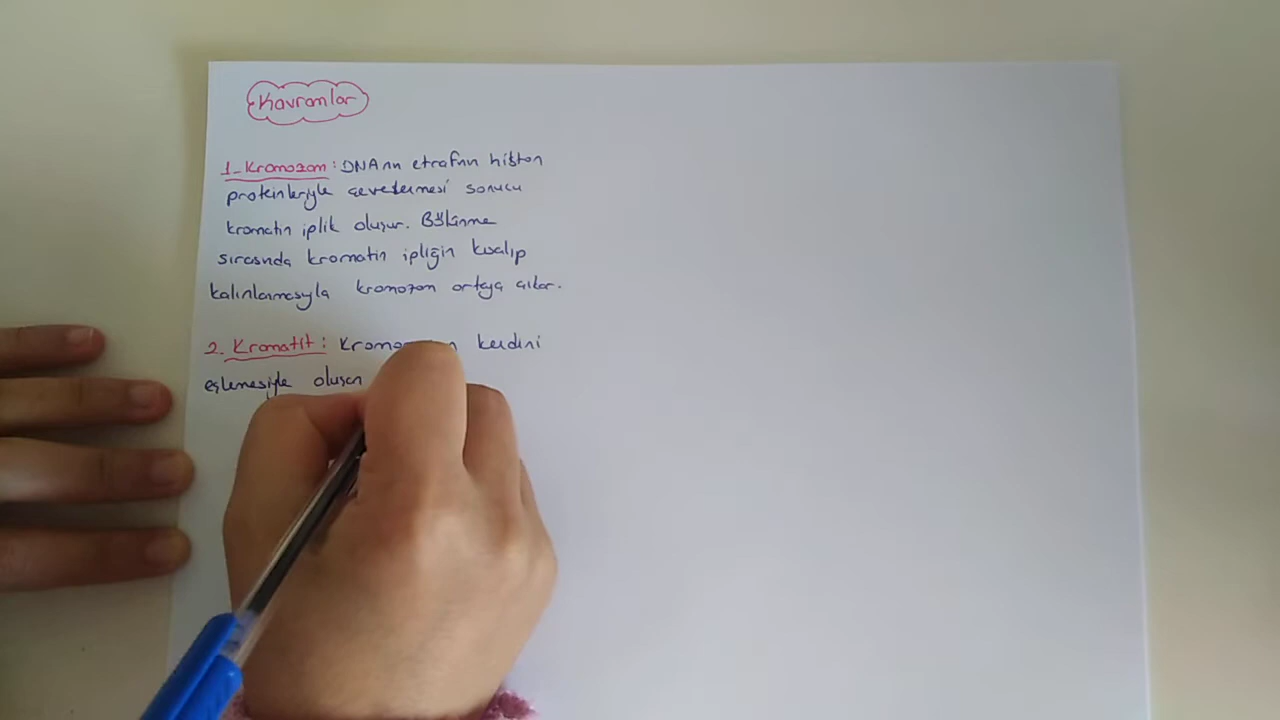 Kavramlar
1- Kromozom: DNA nın etrafının histon
proteinleriyle çevrelenmesi sonucu
kromatin iplik oluşur. Bölünme
sırasında kromatin ipliğin kısalıp
kalınlaşmasıyla kromozom ortaya çıkar.
2. Kromatit: kendini
eşlemesiyle oluşan